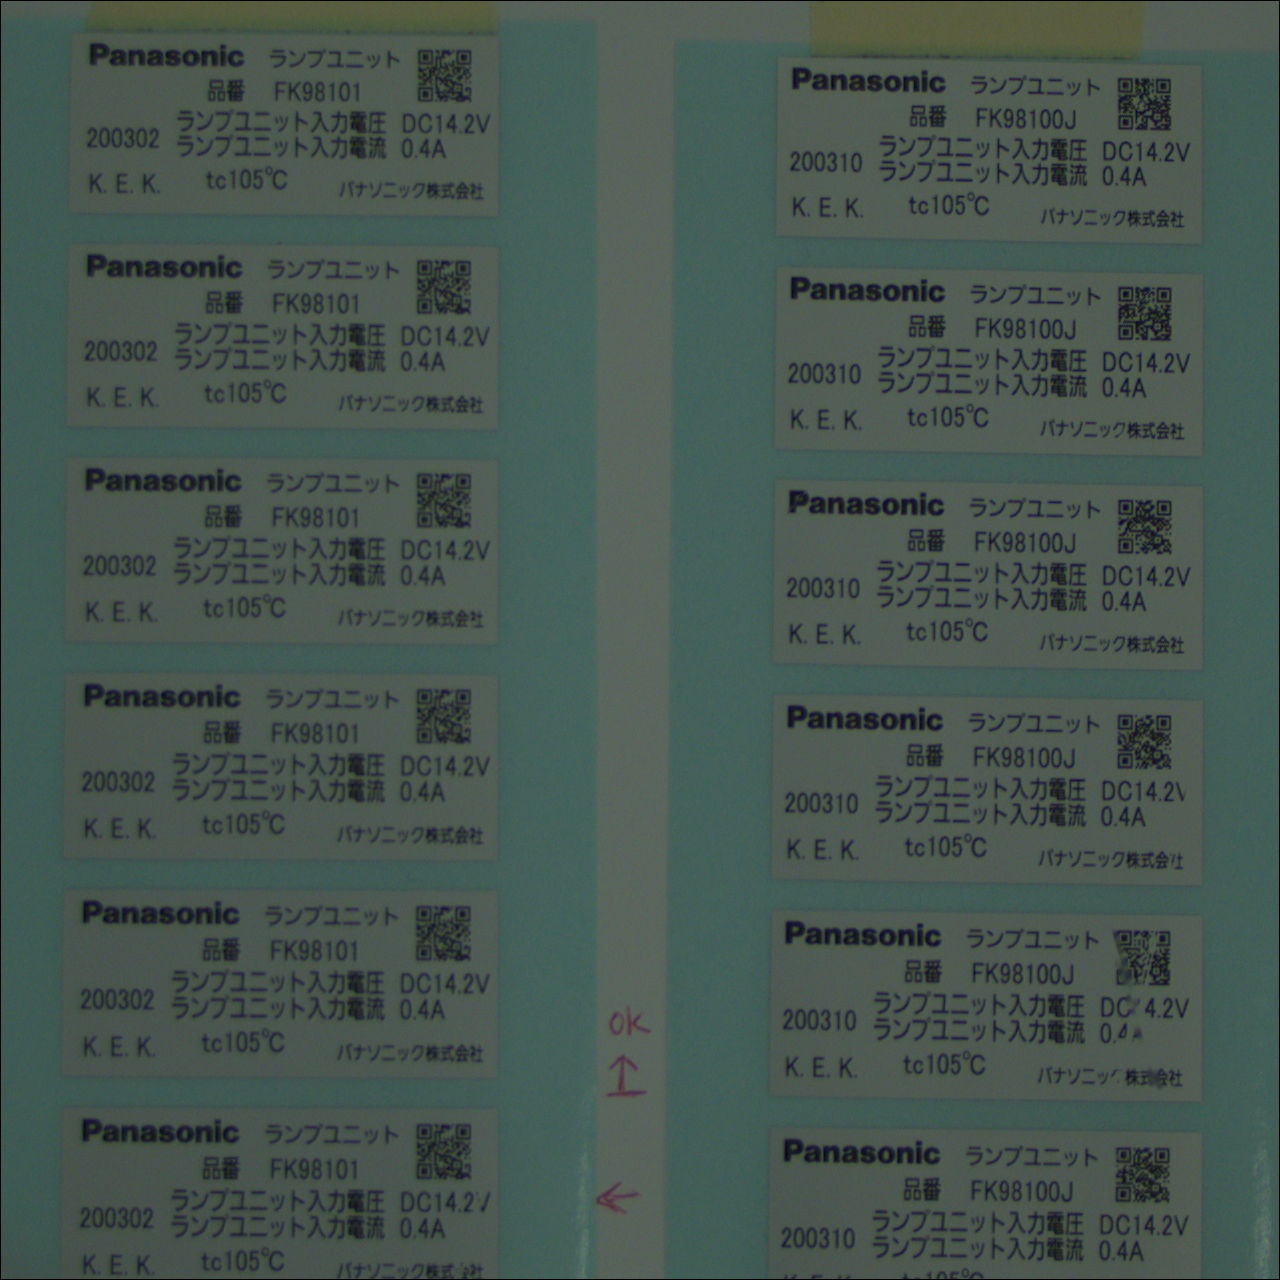 Panasonic ランプユニット
品番 FK98101
ランプユニット入力電圧 DC14.2V
200302 ランプユニット入力電流 0.4A
K. E. K. tc105℃ パナソニック株式会社
Panasonic ランプユニット
品番 FK98101
ランプユニット入力電圧 DC14.2V
200302 ランプユニット入力電流 0.4A
K. E. K. tc105℃ パナソニック株式会社
Panasonic ランプユニット
品番 FK98101
ランプユニット入力電圧 DC14.2V
200302 ランプユニット入力電流 0.4A
K. E. K. tc105℃ パナソニック株式会社
Panasonic ランプユニット
品番 FK98101
ランプユニット入力電圧 DC14.2V
200302 ランプユニット入力電流 0.4A
K. E. K. tc105℃ パナソニック株式会社
Panasonic ランプユニット
品番 FK98101
ランプユニット入力電圧 DC14.2V
200302 ランプユニット入力電流 0.4A
K. E. K. tc105℃ パナソニック株式会社
Panasonic ランプユニット
品番 FK98101
ランプユニット入力電圧 DC14.2V
200302 ランプユニット入力電流 0.4A
K. E. K. tc105℃ パナソニック株式会社
OK
Panasonic ランプユニット
品番 FK98100J
ランプユニット入力電圧 DC14.2V
200310 ランプユニット入力電流 0.4A
K. E. K. tc105℃ パナソニック株式会社
Panasonic ランプユニット
品番 FK98100J
ランプユニット入力電圧 DC14.2V
200310 ランプユニット入力電流 0.4A
K. E. K. tc105℃ パナソニック株式会社
Panasonic ランプユニット
品番 FK98100J
ランプユニット入力電圧 DC14.2V
200310 ランプユニット入力電流 0.4A
K. E. K. tc105℃ パナソニック株式会社
Panasonic ランプユニット
品番 FK98100J
ランプユニット入力電圧 DC14.2V
200310 ランプユニット入力電流 0.4A
K. E. K. tc105℃ パナソニック株式会社
Panasonic ランプユニット
品番 FK98100J
ランプユニット入力電圧
200310 ランプユニット入力電流
K. E. K. tc105℃
Panasonic ランプユニット
品番 FK98100J
ランプユニット入力電圧 DC14.2V
200310 ランプユニット入力電流 0.4A